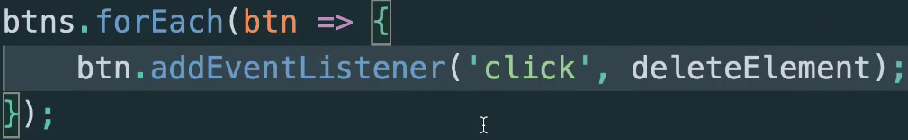 btns.forEach(btn => {
    btn.addEventListener('click', deleteElement);
});